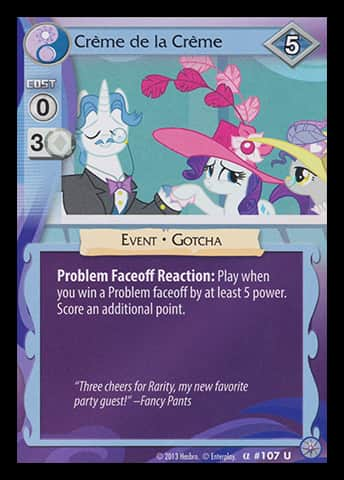 Crème de la Crème
5
COST
0
3
EVENT • GOTCHA
Problem Faceoff Reaction: Play when
you win a Problem faceoff by at least 5 power.
Score an additional point.
"Three cheers for Rarity, my new favorite
party guest!" –Fancy Pants
© 2013 Hasbro. © Enterplay. α #107 U